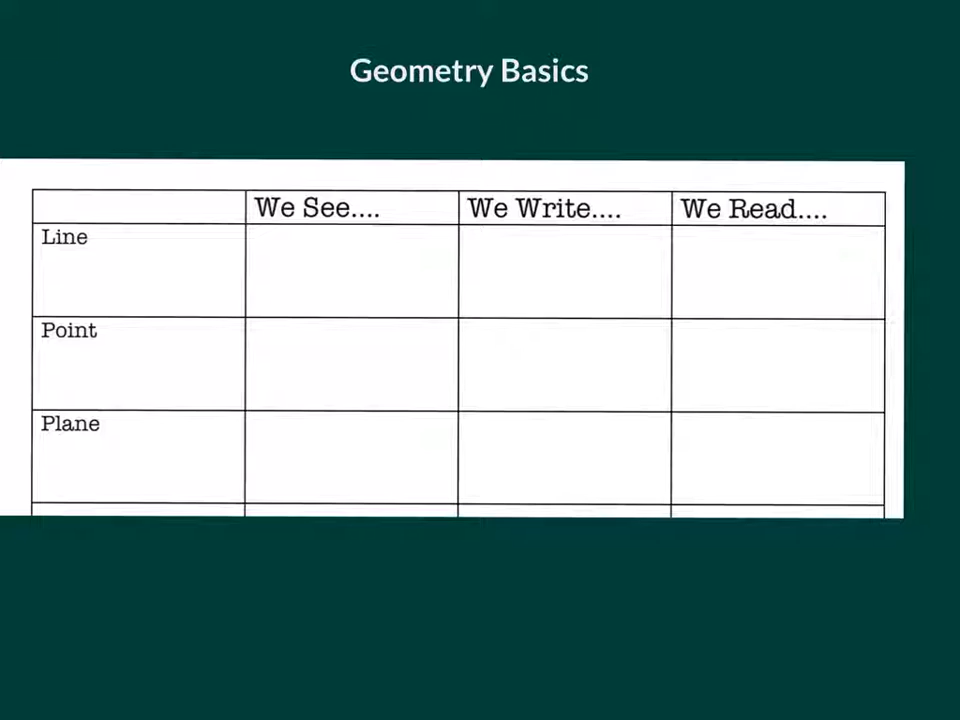 Geometry Basics
We See.... We Write.... We Read....
Line
Point
Plane